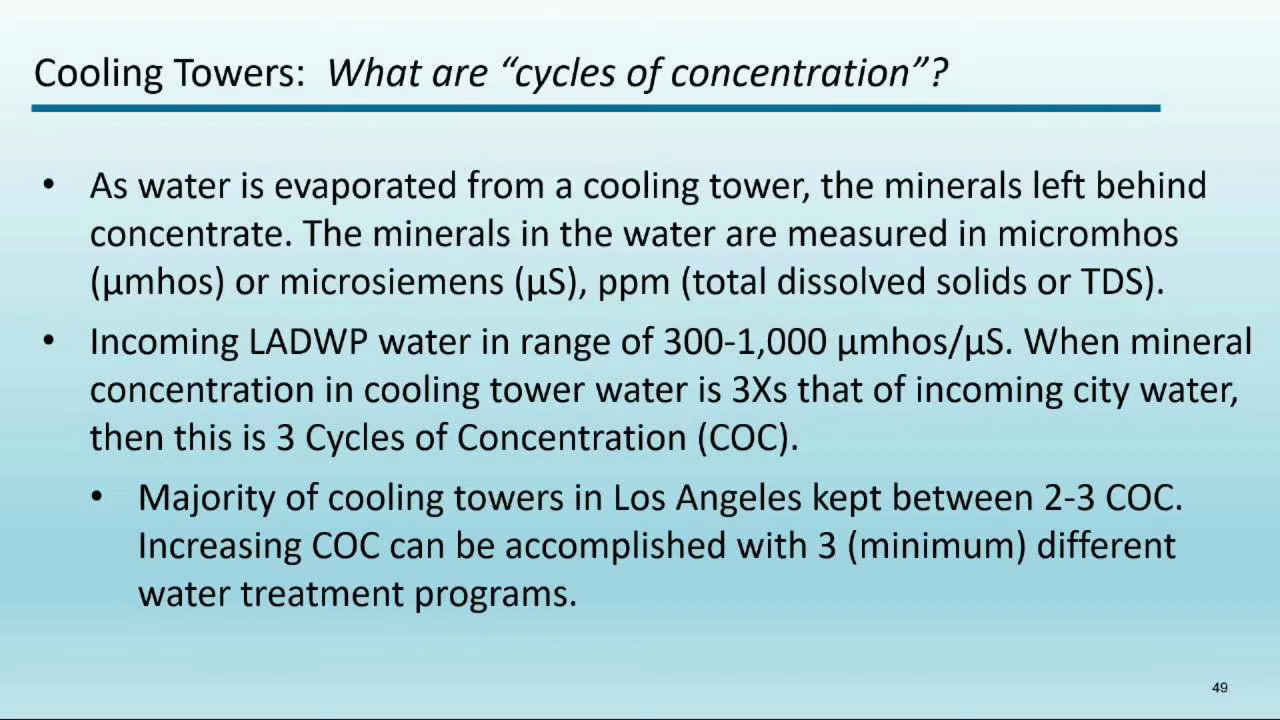 Cooling Towers: What are “cycles of concentration”?
• As water is evaporated from a cooling tower, the minerals left behind
concentrate. The minerals in the water are measured in micromhos
(µmhos) or microsiemens (µS), ppm (total dissolved solids or TDS).
• Incoming LADWP water in range of 300-1,000 µmhos/µS. When mineral
concentration in cooling tower water is 3Xs that of incoming city water,
then this is 3 Cycles of Concentration (COC).
• Majority of cooling towers in Los Angeles kept between 2-3 COC.
Increasing COC can be accomplished with 3 (minimum) different
water treatment programs.
49